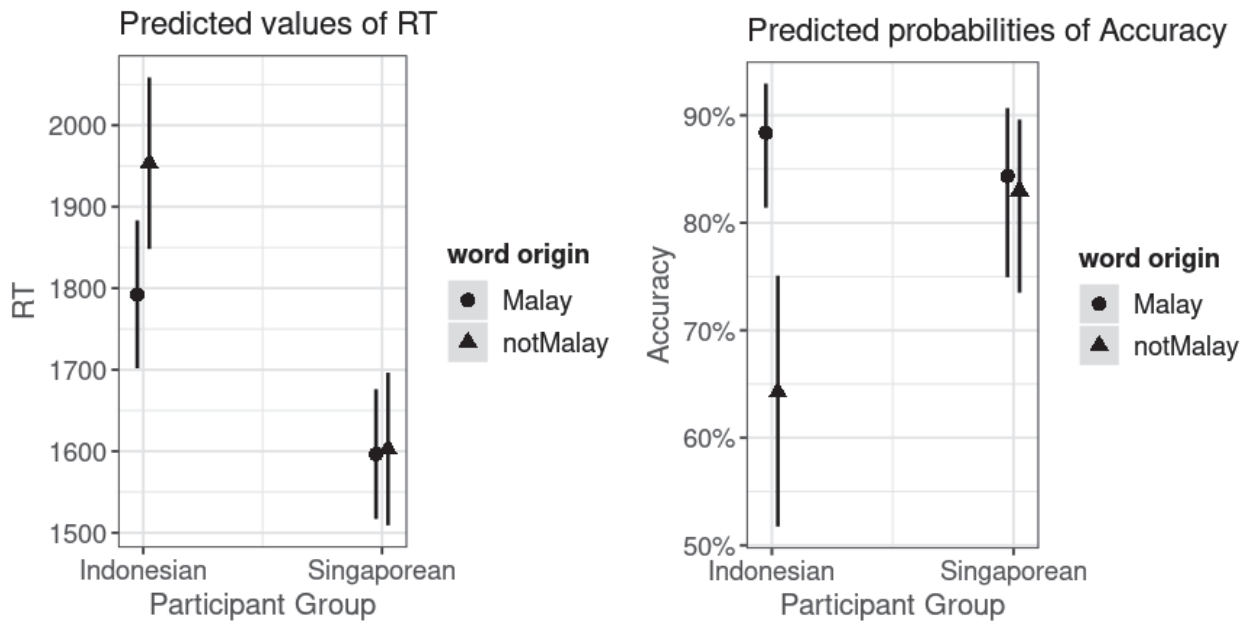 Predicted values of RT
2000
1900
1800
1700
1600
1500
RT
Indonesian
Singaporean
Participant Group
word origin
Malay
notMalay
Predicted probabilities of Accuracy
90%
80%
70%
60%
50%
Accuracy
Indonesian
Singaporean
Participant Group
word origin
Malay
notMalay